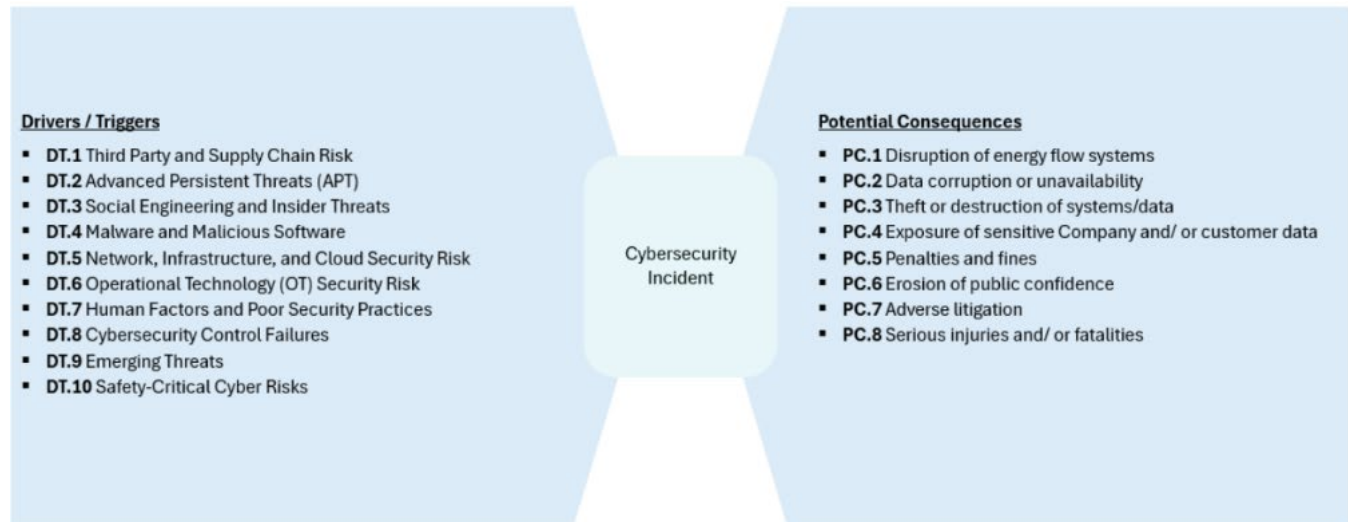 Drivers / Triggers
▪ DT.1 Third Party and Supply Chain Risk
▪ DT.2 Advanced Persistent Threats (APT)
▪ DT.3 Social Engineering and Insider Threats
▪ DT.4 Malware and Malicious Software
▪ DT.5 Network, Infrastructure, and Cloud Security Risk
▪ DT.6 Operational Technology (OT) Security Risk
▪ DT.7 Human Factors and Poor Security Practices
▪ DT.8 Cybersecurity Control Failures
▪ DT.9 Emerging Threats
▪ DT.10 Safety-Critical Cyber Risks
Cybersecurity
Incident
Potential Consequences
▪ PC.1 Disruption of energy flow systems
▪ PC.2 Data corruption or unavailability
▪ PC.3 Theft or destruction of systems/data
▪ PC.4 Exposure of sensitive Company and/ or customer data
▪ PC.5 Penalties and fines
▪ PC.6 Erosion of public confidence
▪ PC.7 Adverse litigation
▪ PC.8 Serious injuries and/ or fatalities